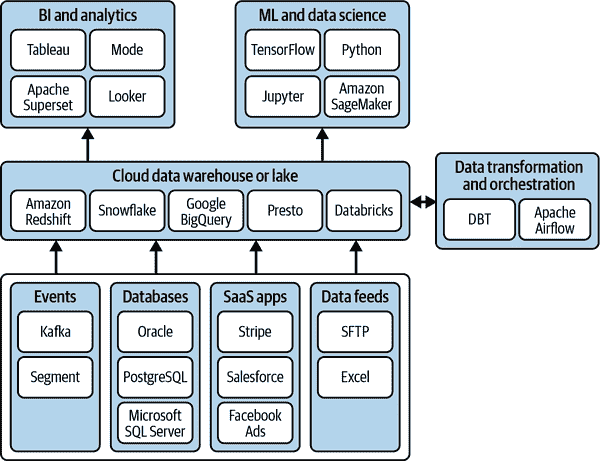 BI and analytics
Tableau
Mode
Apache
Superset
Looker
ML and data science
TensorFlow
Python
Jupyter
Amazon
SageMaker
Cloud data warehouse or lake
Amazon
Redshift
Snowflake
Google
BigQuery
Presto
Databricks
Data transformation
and orchestration
DBT
Apache
Airflow
Events
Kafka
Segment
Databases
Oracle
PostgreSQL
Microsoft
SQL Server
SaaS apps
Stripe
Salesforce
Facebook
Ads
Data feeds
SFTP
Excel